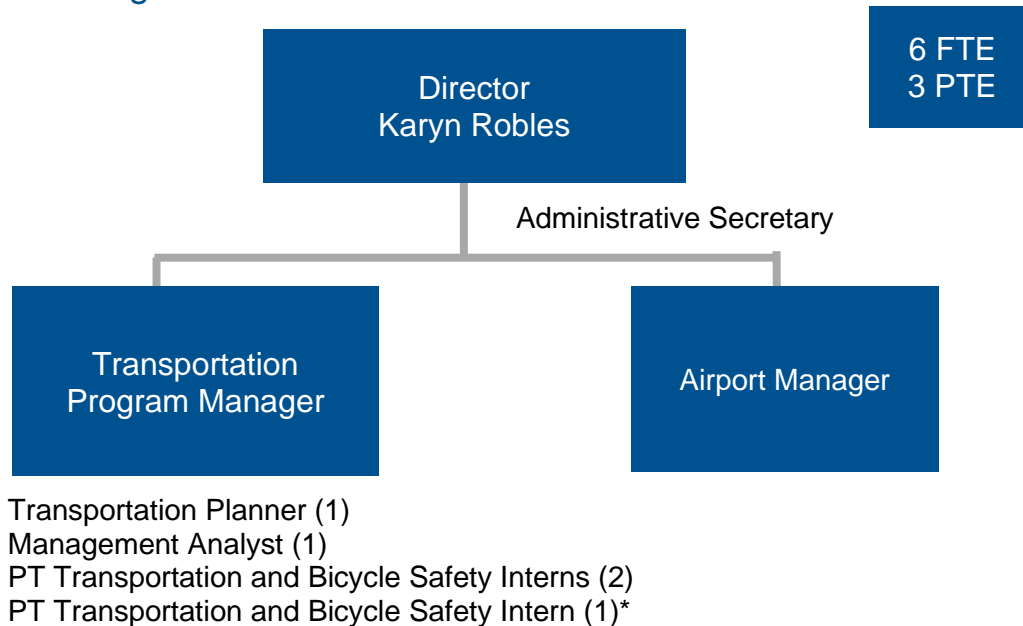 6 FTE
3 PTE
Director
Karyn Robles
Administrative Secretary
Transportation
Program Manager
Airport Manager
Transportation Planner (1)
Management Analyst (1)
PT Transportation and Bicycle Safety Interns (2)
PT Transportation and Bicycle Safety Intern (1)*